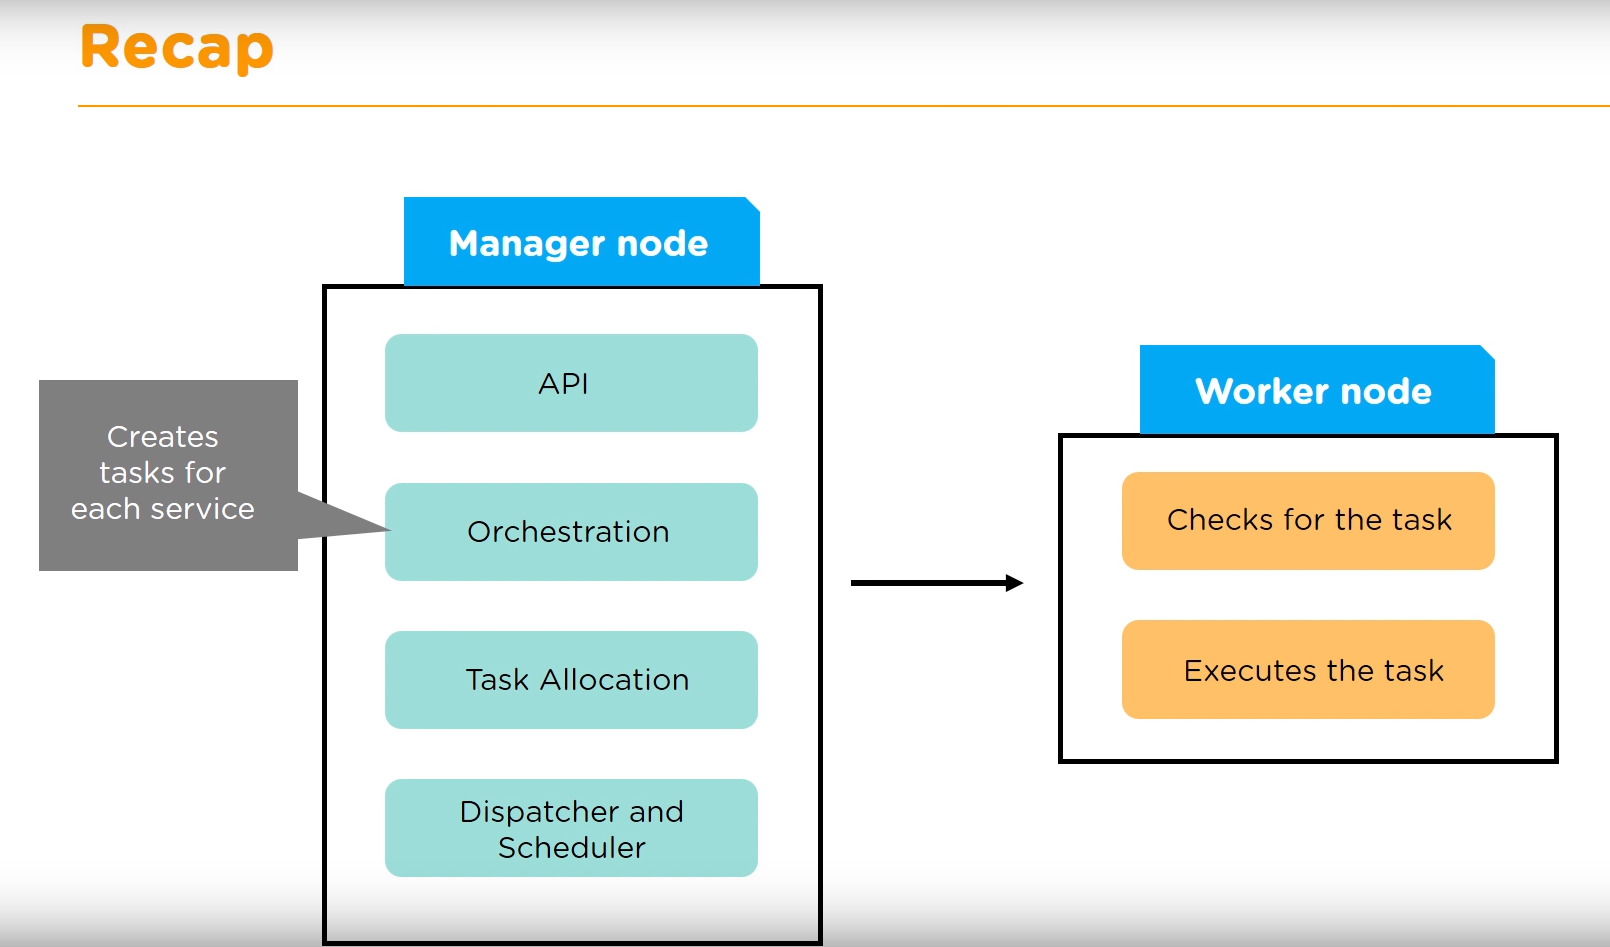 Recap
Manager node
API
Creates
tasks for
each service
Orchestration
Task Allocation
Dispatcher and
Scheduler
Worker node
Checks for the task
Executes the task